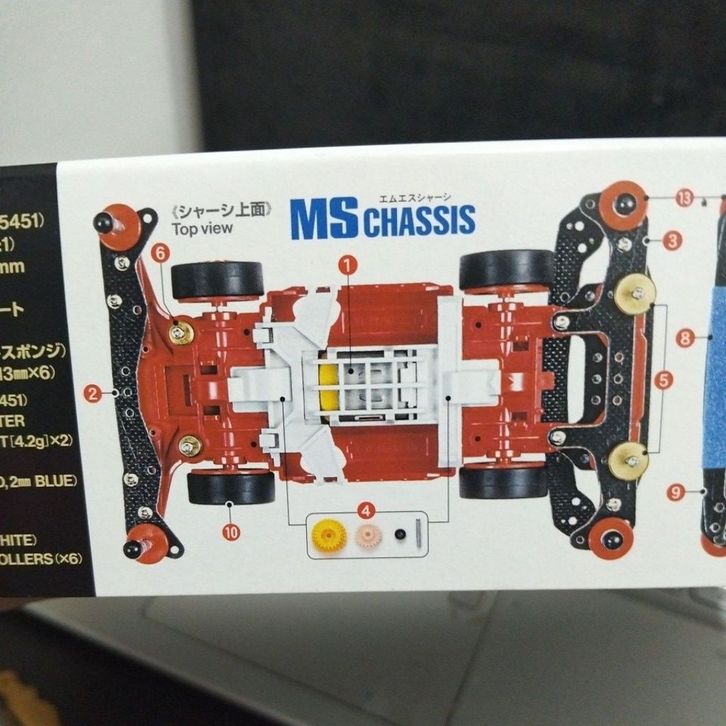 5451)
:1)
mm
ート
スポンジ)
13mm×6)
451)
TER
T[4.2g]×2)
0,2mm BLUE)
HITE)
OLLERS(×6)
《シャーシ上面》
Top view
エムエスシャーシ
MS CHASSIS
1
2
3
4
5
6
8
9
10
13